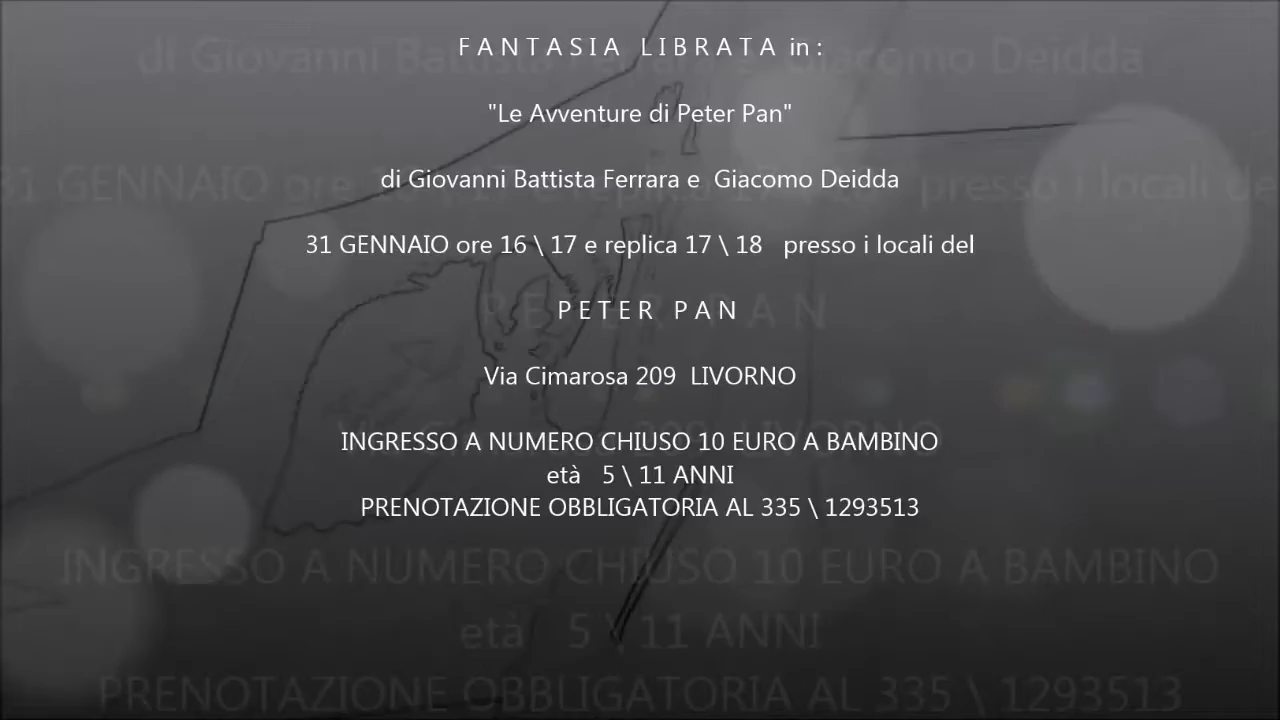 F A N T A S I A   L I B R A T A  in :
"Le Avventure di Peter Pan"
di Giovanni Battista Ferrara e  Giacomo Deidda
31 GENNAIO ore 16 \ 17 e replica 17 \ 18   presso i locali del
P E T E R   P A N
Via Cimarosa 209  LIVORNO
INGRESSO A NUMERO CHIUSO 10 EURO A BAMBINO
età   5 \ 11 ANNI
PRENOTAZIONE OBBLIGATORIA AL 335 \ 1293513